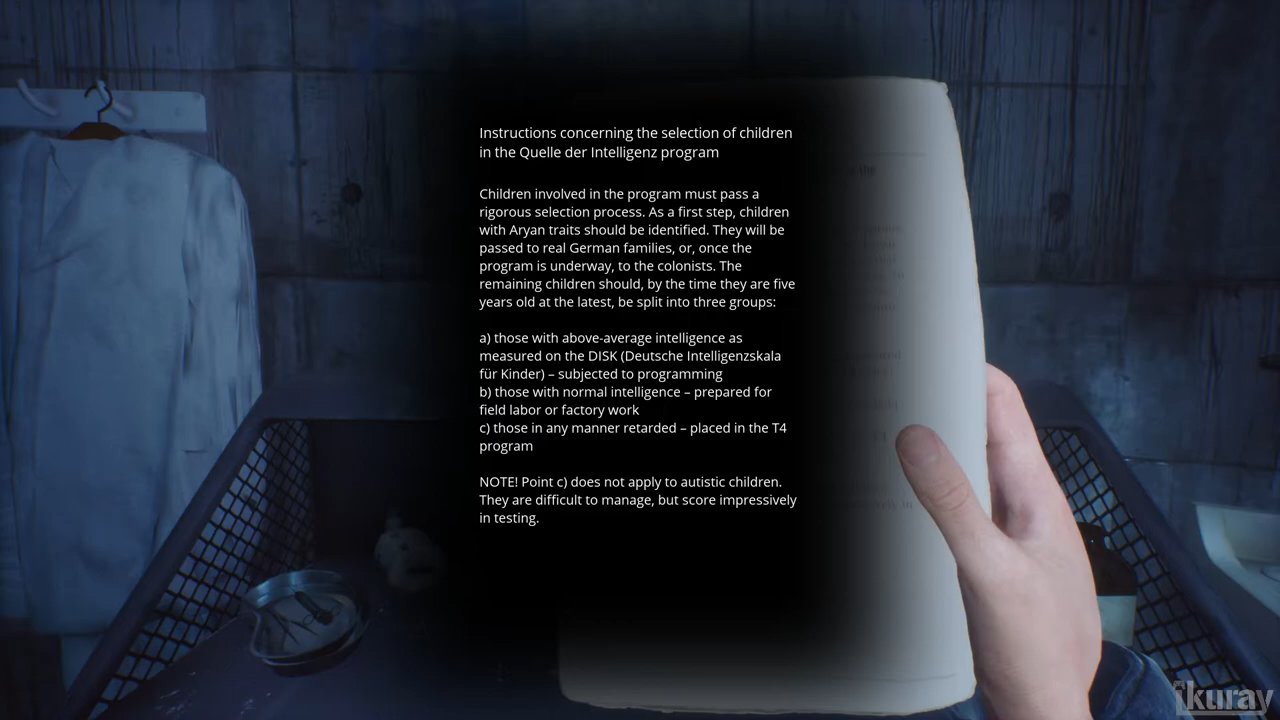 Instructions concerning the selection of children
in the Quelle der Intelligenz program
Children involved in the program must pass a
rigorous selection process. As a first step, children
with Aryan traits should be identified. They will be
passed to real German families, or, once the
program is underway, to the colonists. The
remaining children should, by the time they are five
years old at the latest, be split into three groups:
a) those with above-average intelligence as
measured on the DISK (Deutsche Intelligenzskala
für Kinder) – subjected to programming
b) those with normal intelligence – prepared for
field labor or factory work
c) those in any manner retarded – placed in the T4
program
NOTE! Point c) does not apply to autistic children.
They are difficult to manage, but score impressively
in testing.
ikuray